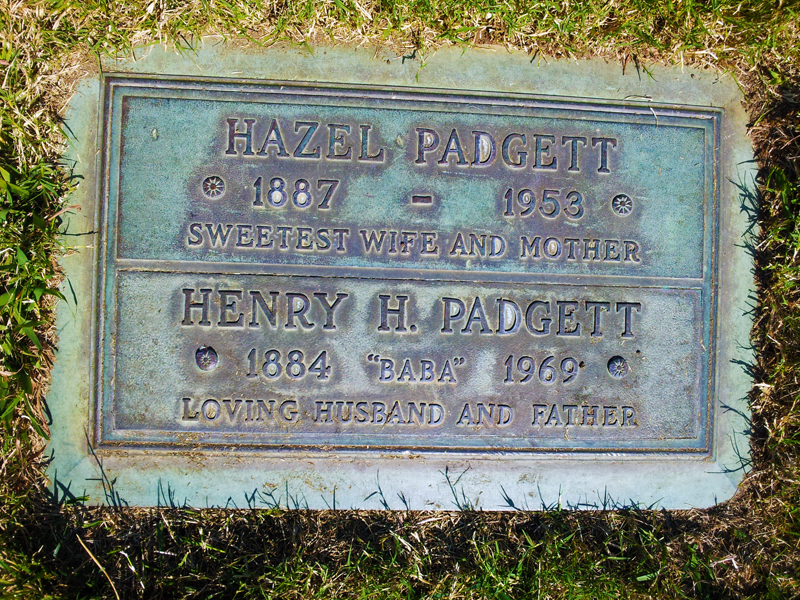 HAZEL PADGETT
1887 - 1953
SWEETEST WIFE AND MOTHER
HENRY H. PADGETT
1884 "BABA" 1969
LOVING HUSBAND AND FATHER